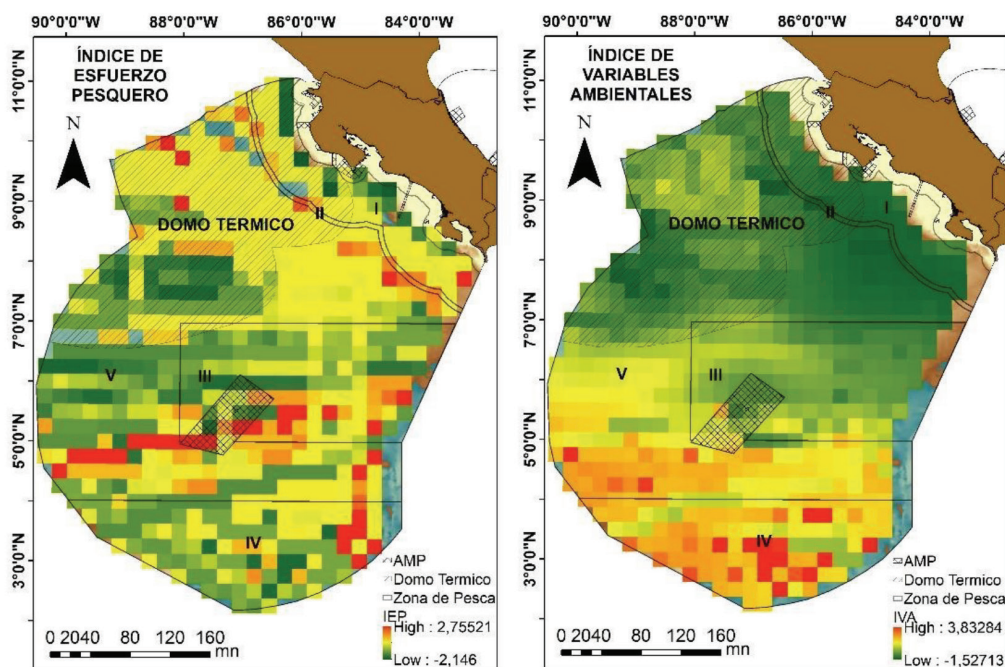 90°0'0"W 88°0'0"W 86°0'0"W 84°0'0"W
ÍNDICE DE
ESFUERZO
PESQUERO
N
11°0'0"N
9°0'0"N
7°0'0"N
5°0'0"N
3°0'0"N
DOMO TERMICO
I
II
III
IV
V
AMP
Domo Termico
Zona de Pesca
IEP
High : 2,75521
Low : -2,146
0 2040 80 120 160
mn
90°0'0"W 88°0'0"W 86°0'0"W 84°0'0"W
ÍNDICE DE
VARIABLES
AMBIENTALES
N
11°0'0"N
9°0'0"N
7°0'0"N
5°0'0"N
3°0'0"N
DOMO TERMICO
I
II
III
IV
V
AMP
Domo Termico
Zona de Pesca
IVA
High : 3,83284
Low : -1,52713
0 2040 80 120 160
mn